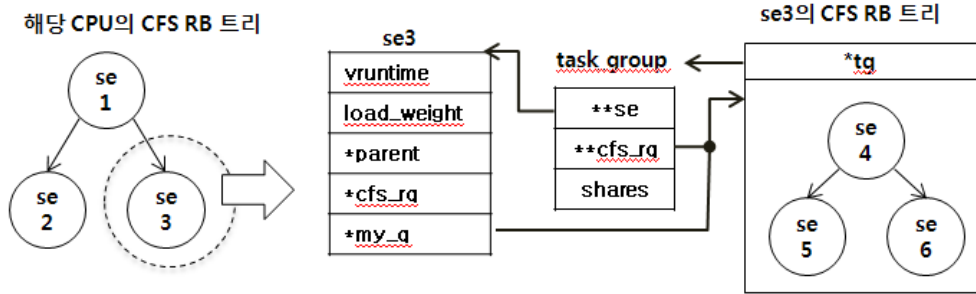 해당 CPU의 CFS RB 트리
se
1
se
2
se
3
se3
vruntime
load_weight
*parent
*cfs_rq
*my_q
task_group
**se
**cfs_rq
shares
se3의 CFS RB 트리
*tg
se
4
se
5
se
6